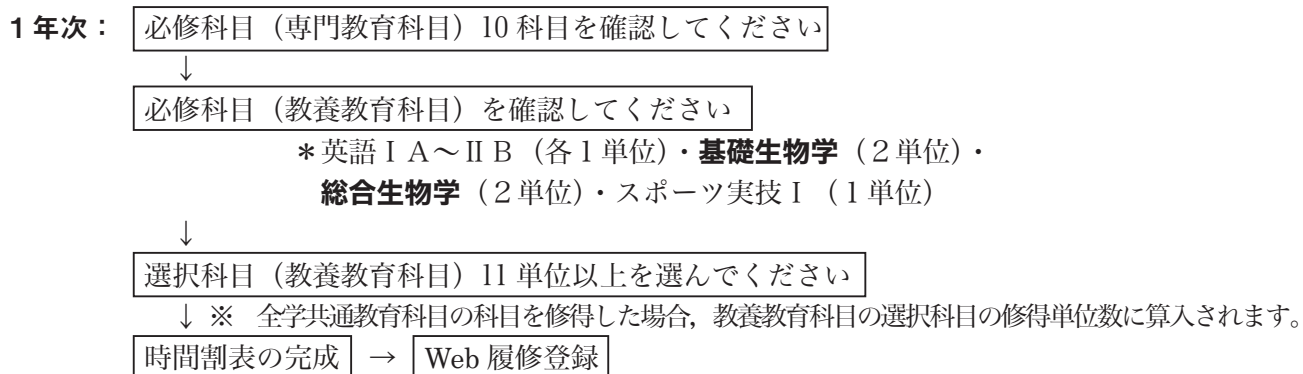 1年次： 必修科目（専門教育科目）10科目を確認してください
↓
必修科目（教養教育科目）を確認してください
＊英語ⅠA～ⅡB（各1単位）・基礎生物学（2単位）・
総合生物学（2単位）・スポーツ実技Ⅰ（1単位）
↓
選択科目（教養教育科目）11単位以上を選んでください
↓ ※　全学共通教育科目の科目を修得した場合，教養教育科目の選択科目の修得単位数に算入されます。
時間割表の完成 → Web履修登録